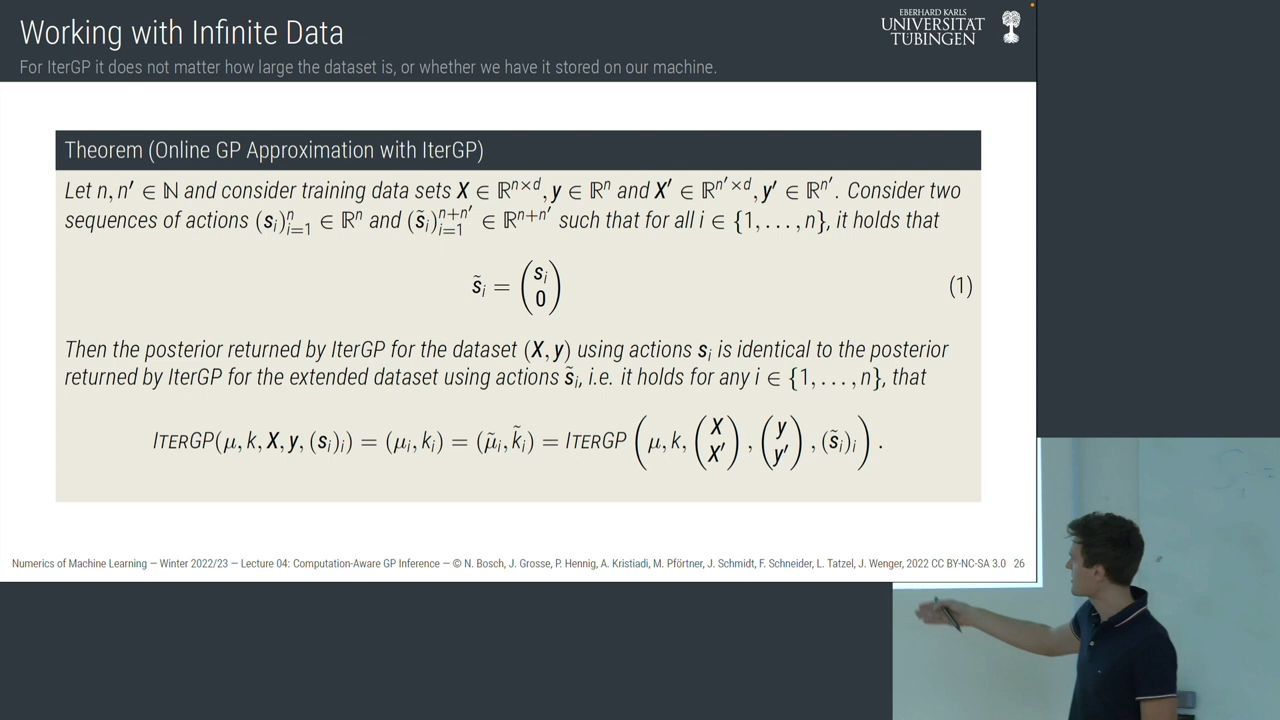 Working with Infinite Data
For IterGP it does not matter how large the dataset is, or whether we have it stored on our machine.
EBERHARD KARLS
UNIVERSITÄT
TÜBINGEN
Theorem (Online GP Approximation with IterGP)
Let n, n′ ∈ ℕ and consider training data sets X ∈ ℝ^{n×d}, y ∈ ℝ^n and X′ ∈ ℝ^{n′×d}, y′ ∈ ℝ^{n′}. Consider two
sequences of actions (s_i)_{i=1}^{n} ∈ ℝ^n and (s̃_i)_{i=1}^{n+n′} ∈ ℝ^{n+n′} such that for all i ∈ {1, . . . , n}, it holds that
s̃_i = (s_i 0) (1)
Then the posterior returned by IterGP for the dataset (X, y) using actions s_i is identical to the posterior
returned by IterGP for the extended dataset using actions s̃_i, i.e. it holds for any i ∈ {1, . . . , n}, that
ITERGP(μ, k, X, y, (s_i)_i) = (μ_i, k_i) = (μ̃_i, k̃_i) = ITERGP (μ, k, (X X′), (y y′), (s̃_i)_i) .
Numerics of Machine Learning — Winter 2022/23 — Lecture 04: Computation-Aware GP Inference — © N. Bosch, J. Grosse, P. Hennig, A. Kristiadi, M. Pförtner, J. Schmidt, F. Schneider, L. Tatzel, J. Wenger, 2022 CC BY-NC-SA 3.0 26